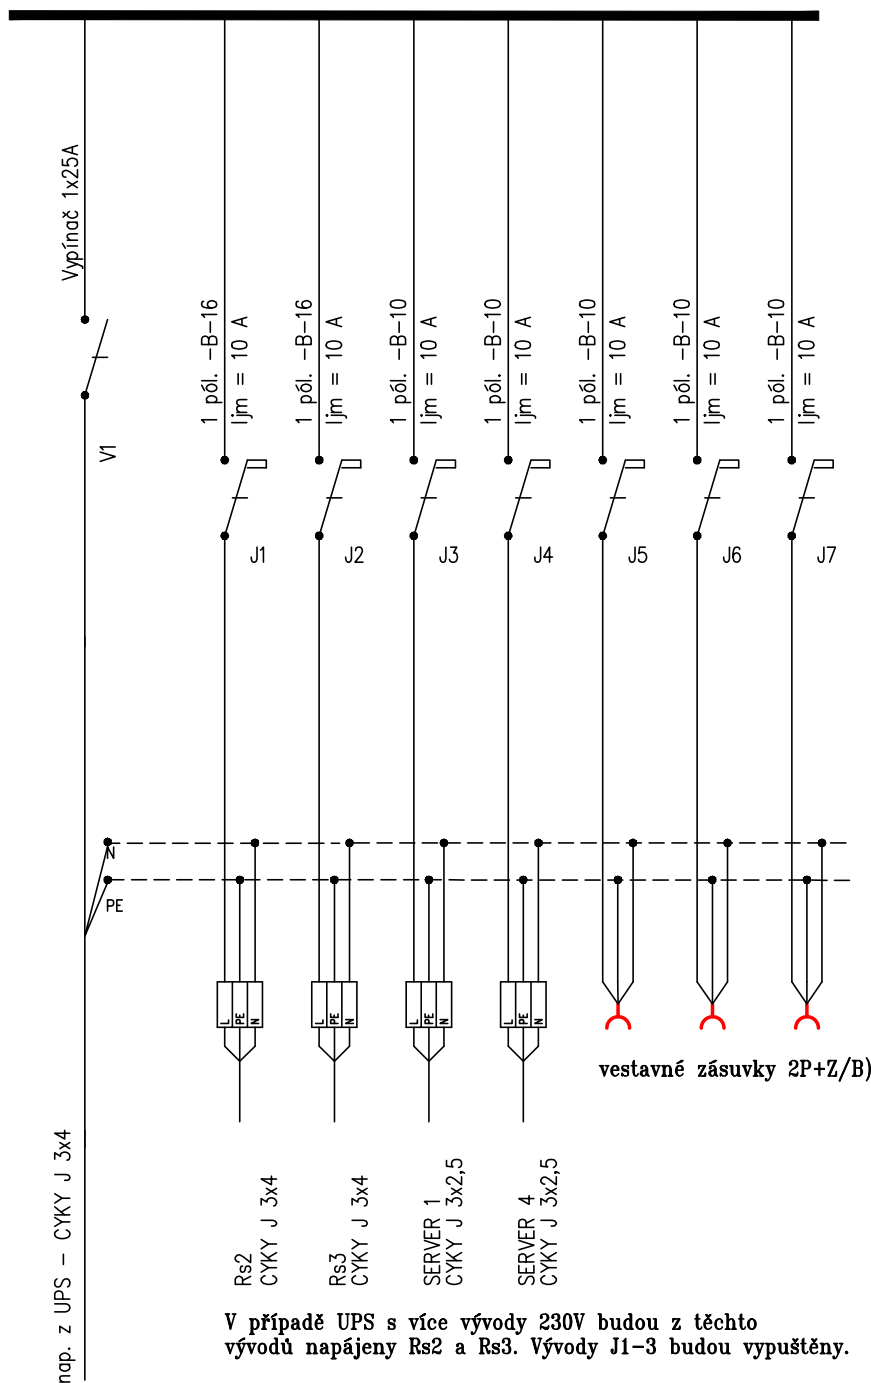 Vypínač 1x25A
V1
1 pól. -B-16
Ijm = 10 A
J1
1 pól. -B-16
Ijm = 10 A
J2
1 pól. -B-10
Ijm = 10 A
J3
1 pól. -B-10
Ijm = 10 A
J4
1 pól. -B-10
Ijm = 10 A
J5
1 pól. -B-10
Ijm = 10 A
J6
1 pól. -B-10
Ijm = 10 A
J7
N
PE
L PE N
L PE N
L PE N
L PE N
vestavné zásuvky 2P+Z/B)
nap. z UPS - CYKY J 3x4
Rs2
CYKY J 3x4
Rs3
CYKY J 3x4
SERVER 1
CYKY J 3x2,5
SERVER 4
CYKY J 3x2,5
V případě UPS s více vývody 230V budou z těchto
vývodů napájeny Rs2 a Rs3. Vývody J1-3 budou vypuštěny.